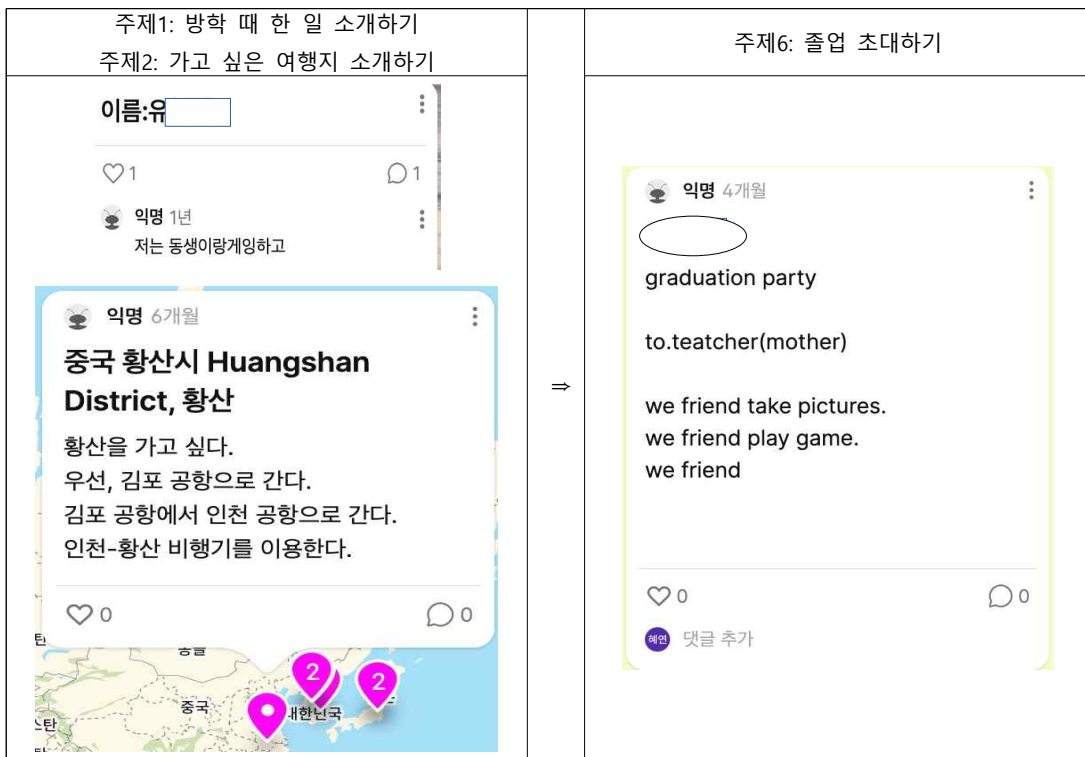 주제1: 방학 때 한 일 소개하기
주제2: 가고 싶은 여행지 소개하기
이름:유
1
1
익명 1년
저는 동생이랑게임하고
익명 6개월
중국 황산시 Huangshan
District, 황산
황산을 가고 싶다.
우선, 김포 공항으로 간다.
김포 공항에서 인천 공항으로 간다.
인천-황산 비행기를 이용한다.
0
0
몽골
2
2
중국
대한민국
스탄
⇒
주제6: 졸업 초대하기
익명 4개월
graduation party
to.teatcher(mother)
we friend take pictures.
we friend play game.
we friend
0
0
혜연 댓글 추가